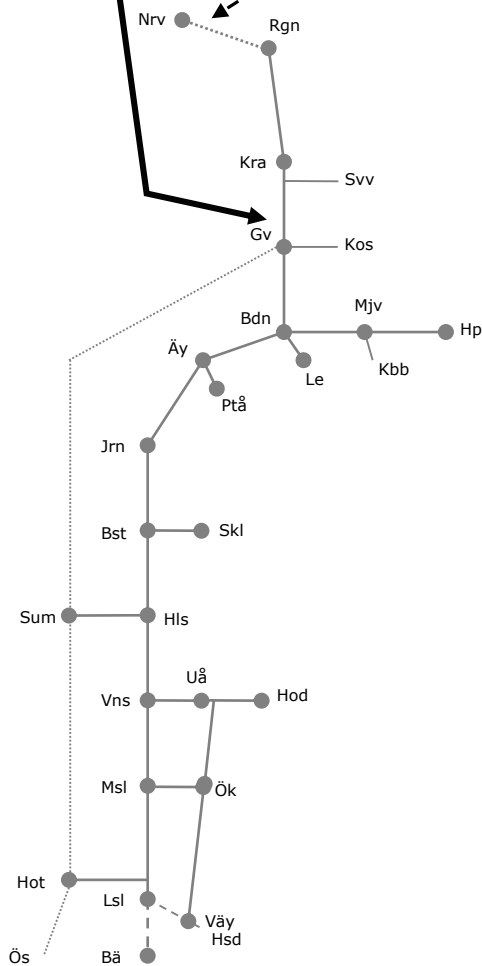 Nrv
Rgn
Kra
Svv
Gv
Kos
Bdn
Mjv
Hp
Äy
Le
Kbb
Ptå
Jrn
Bst
Skl
Sum
Hls
Uå
Vns
Hod
Msl
Ök
Hot
Lsl
Väy
Hsd
Ös
Bä